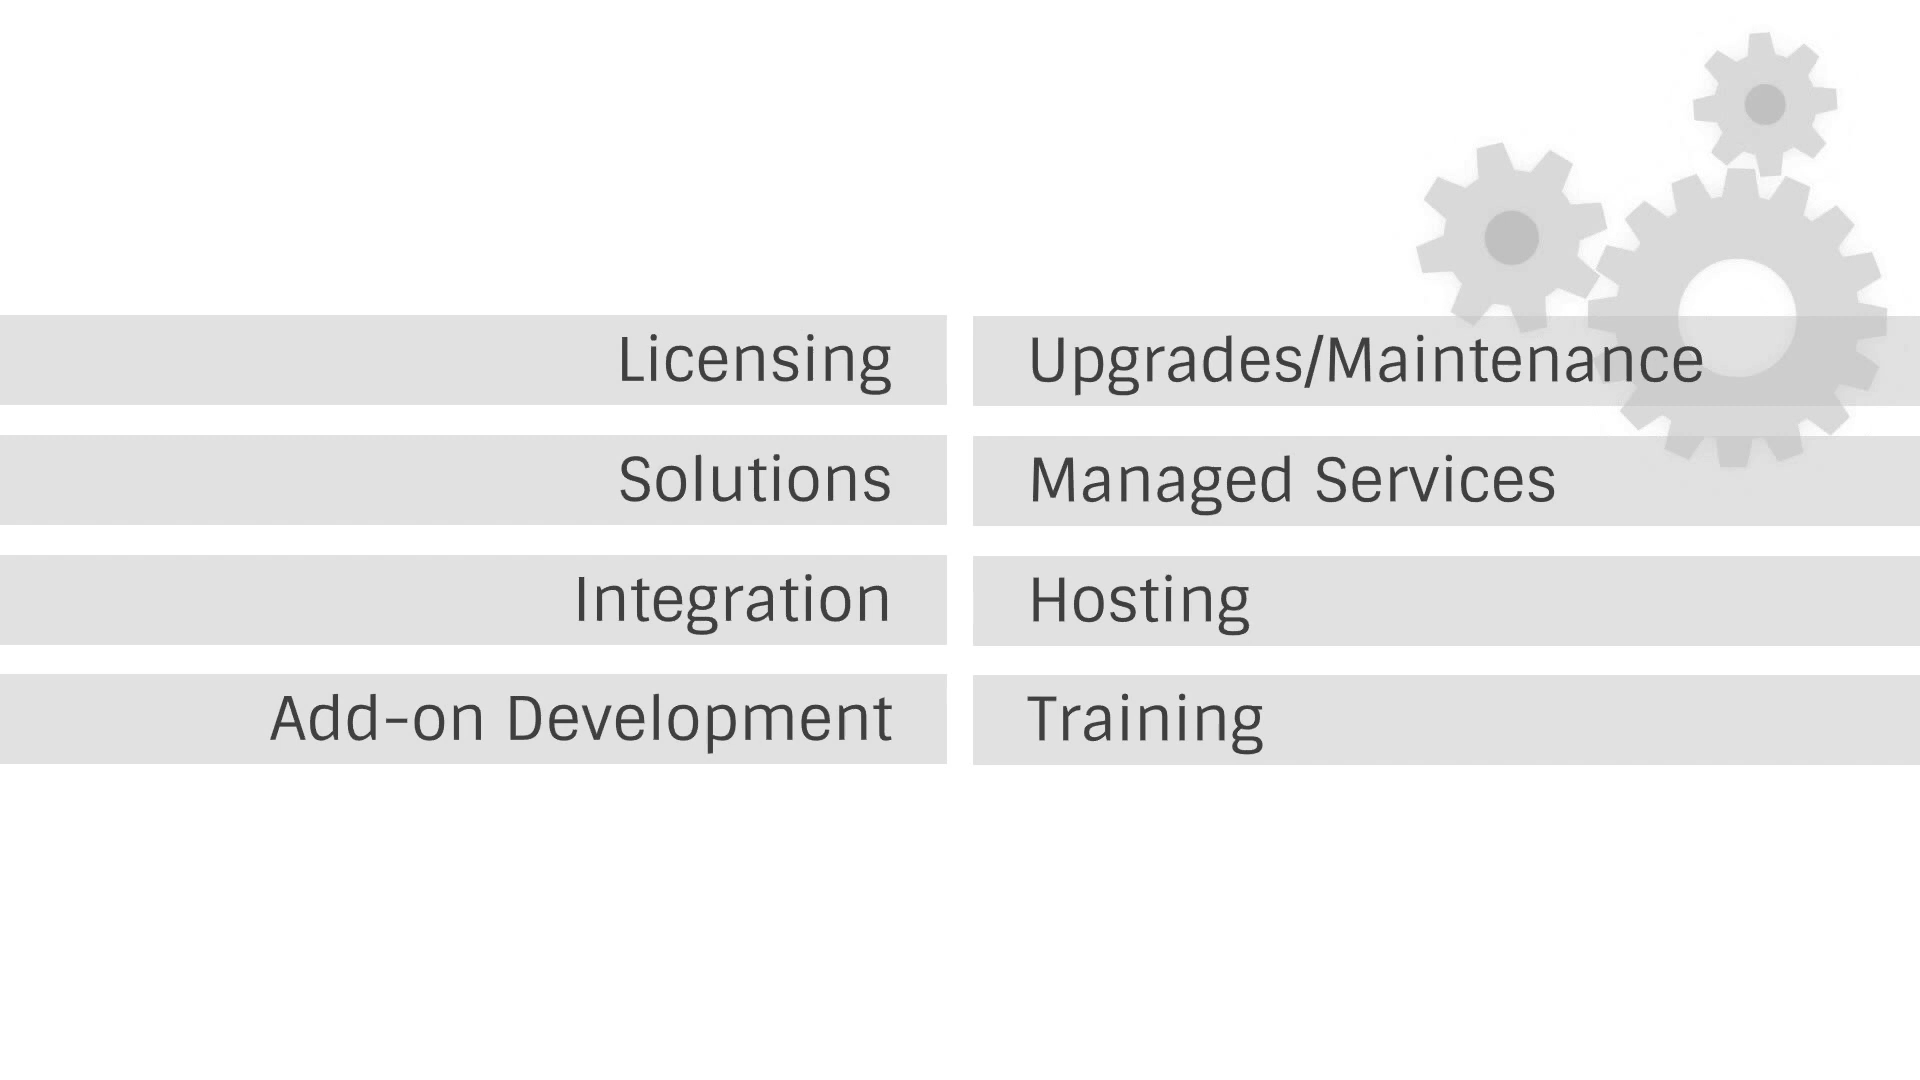 Licensing
Solutions
Integration
Add-on Development
Upgrades/Maintenance
Managed Services
Hosting
Training